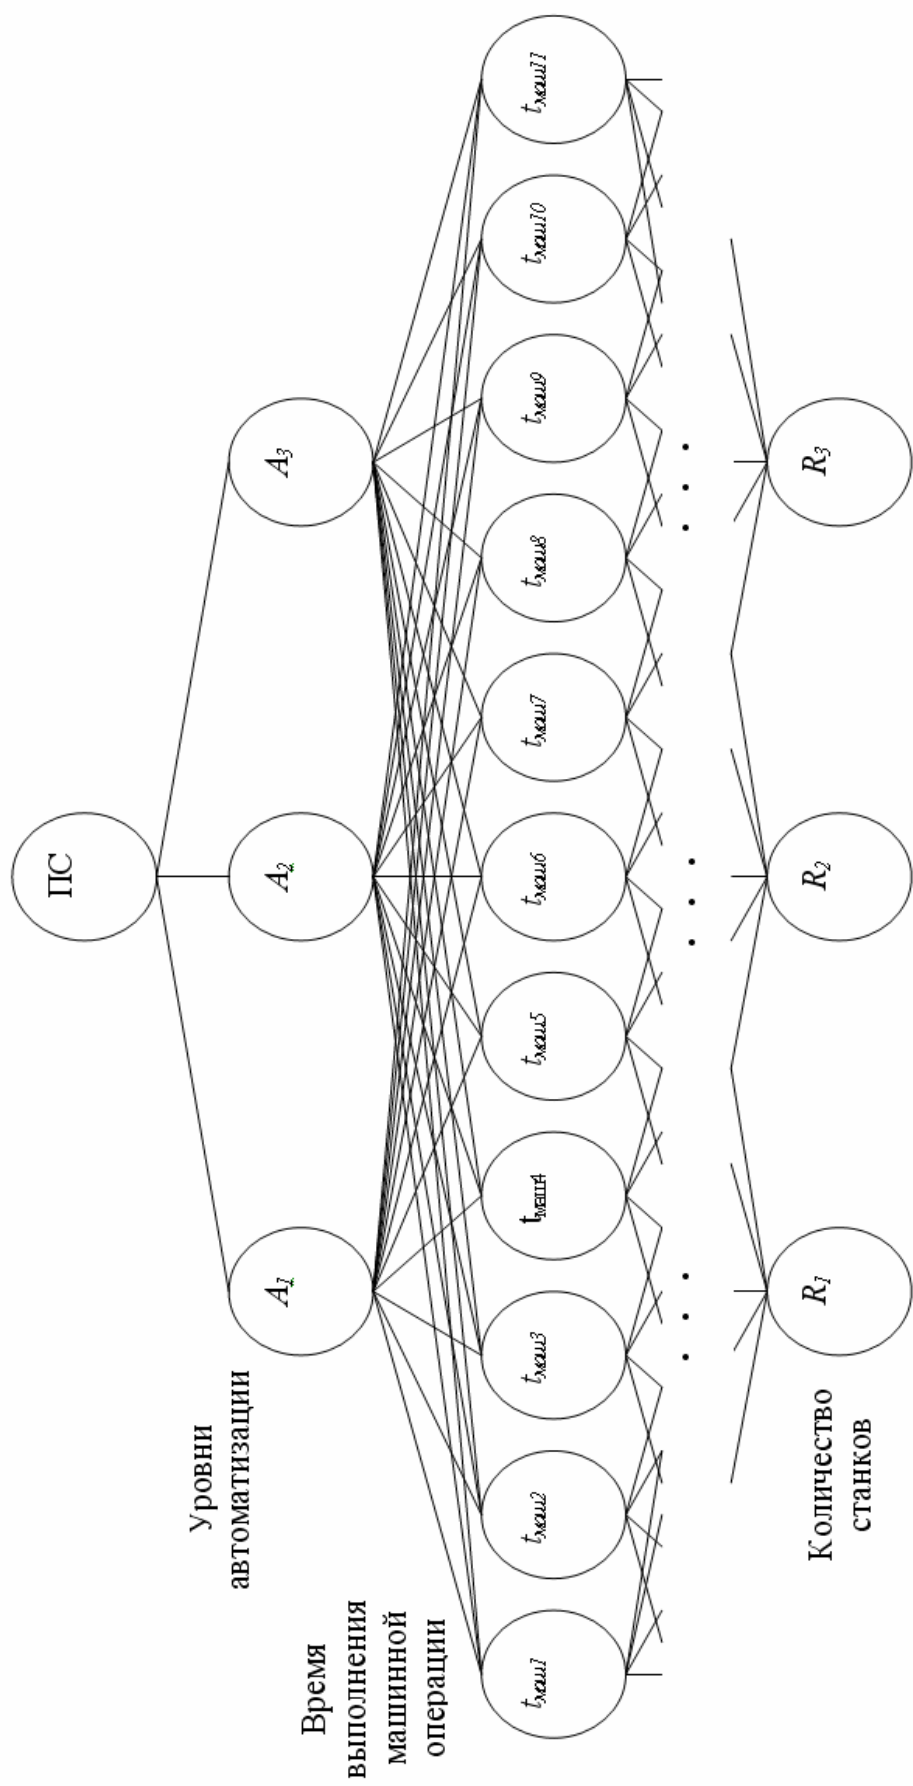 ПС
Уровни
автоматизации
A1
A2
A3
Время
выполнения
машинной
операции
tмаш1
tмаш2
tмаш3
tмаш4
tмаш5
tмаш6
tмаш7
tмаш8
tмаш9
tмаш10
tмаш11
. . .
. . .
. . .
Количество
станков
R1
R2
R3